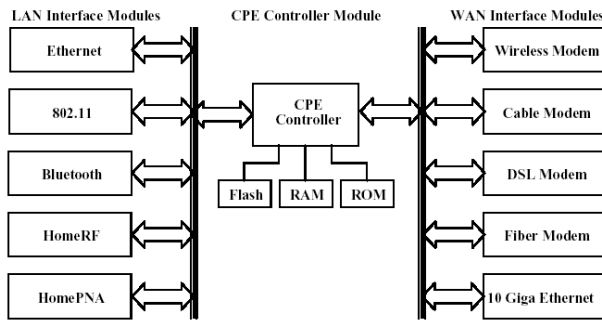 LAN Interface Modules
CPE Controller Module
WAN Interface Modules
Ethernet
802.11
Bluetooth
HomeRF
HomePNA
CPE
Controller
Flash
RAM
ROM
Wireless Modem
Cable Modem
DSL Modem
Fiber Modem
10 Giga Ethernet